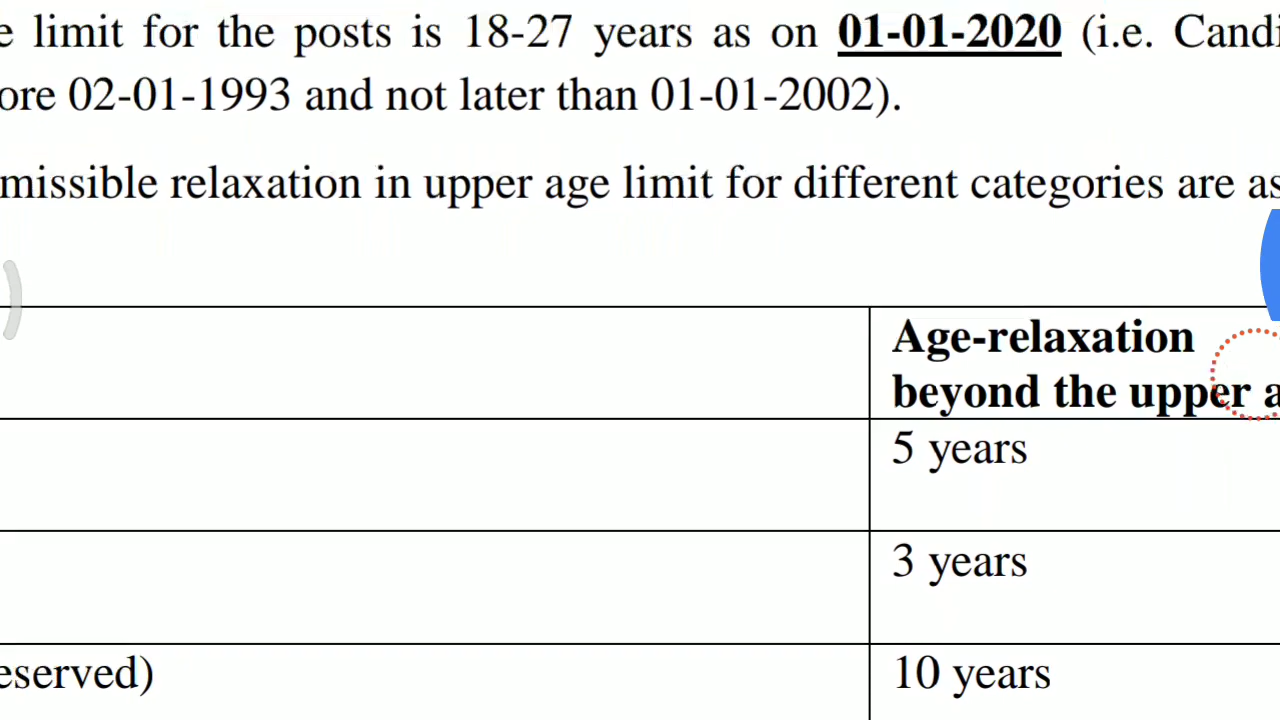 e limit for the posts is 18-27 years as on 01-01-2020 (i.e. Candi
ore 02-01-1993 and not later than 01-01-2002).
missible relaxation in upper age limit for different categories are as
Age-relaxation
beyond the upper a
5 years
3 years
eserved)
10 years